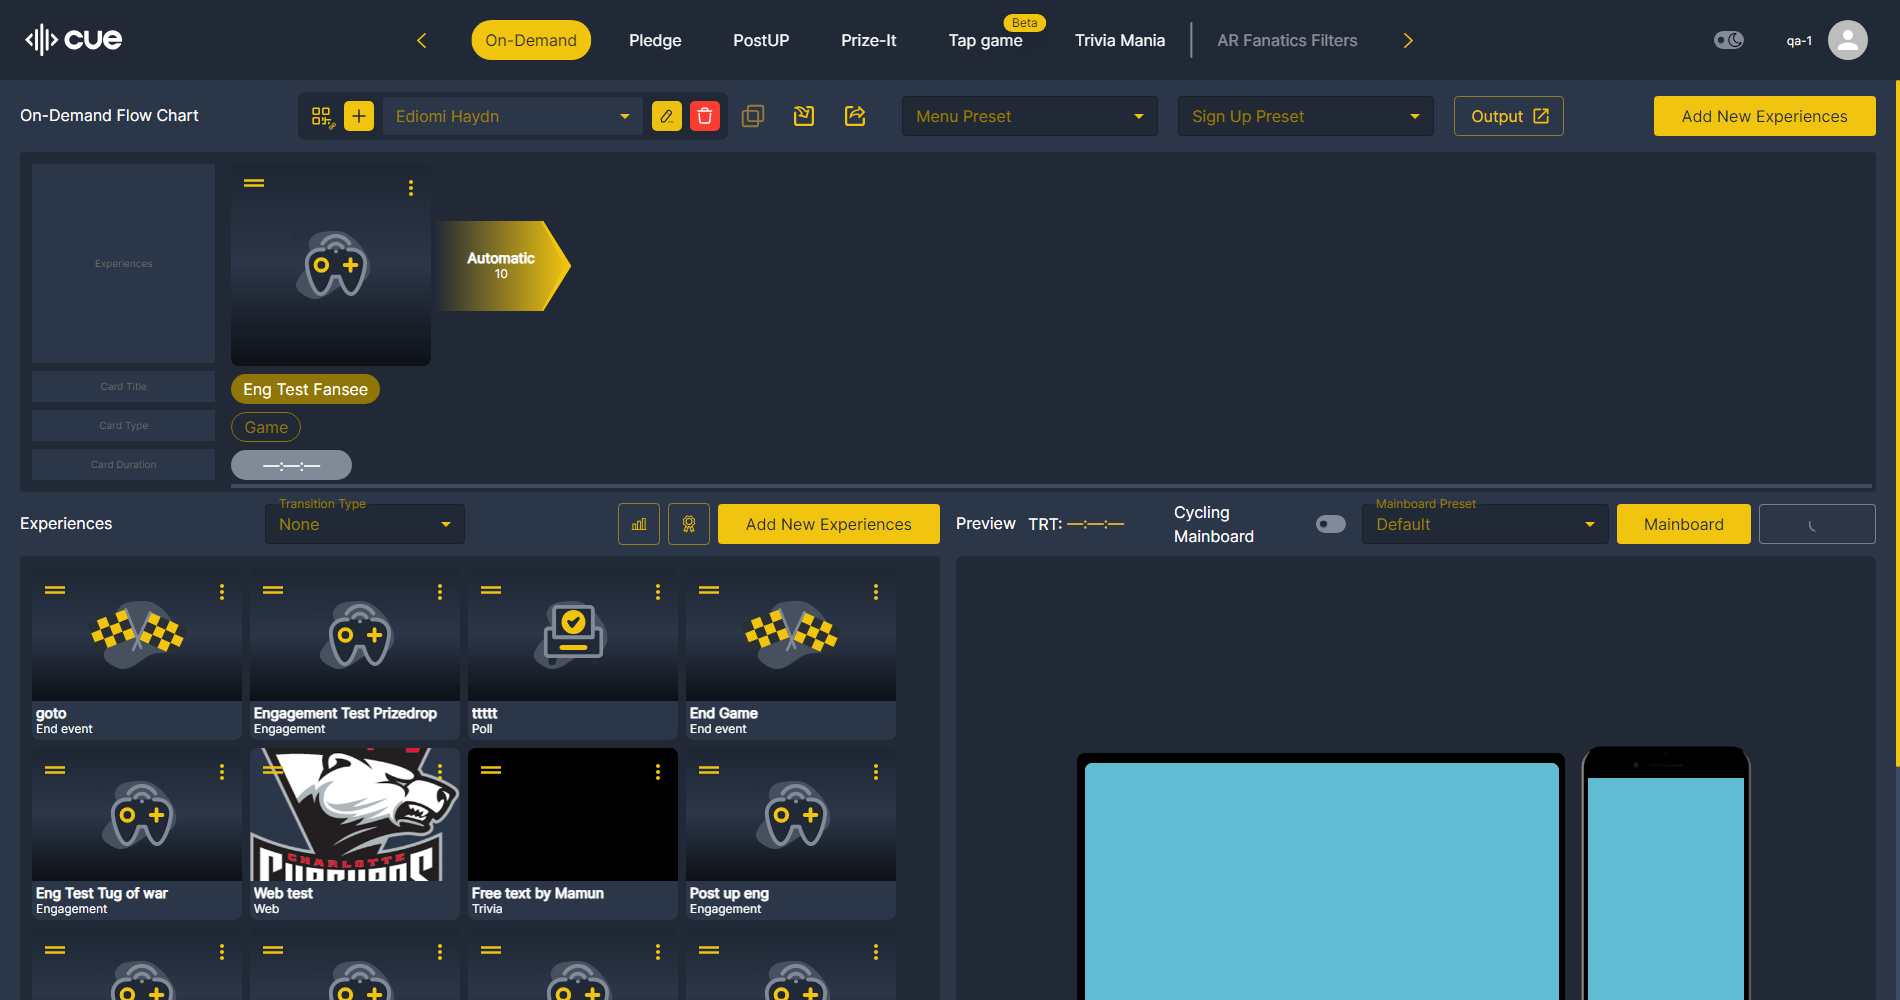 cue
On-Demand
Pledge
PostUP
Prize-It
Beta
Tap game
Trivia Mania
AR Fanatics Filters
qa-1
On-Demand Flow Chart
Ediomi Haydn
Menu Preset
Sign Up Preset
Output
Add New Experiences
Experiences
Automatic
10
Card Title
Eng Test Fansee
Card Type
Game
Card Duration
—:—:—
Experiences
Transition Type
None
Add New Experiences
Preview
TRT: —:—:—
Cycling
Mainboard
Mainboard Preset
Default
Mainboard
goto
End event
Engagement Test Prizedrop
Engagement
ttttt
Poll
End Game
End event
CHARLOTTE
Eng Test Tug of war
Engagement
Web test
Web
Free text by Mamun
Trivia
Post up eng
Engagement